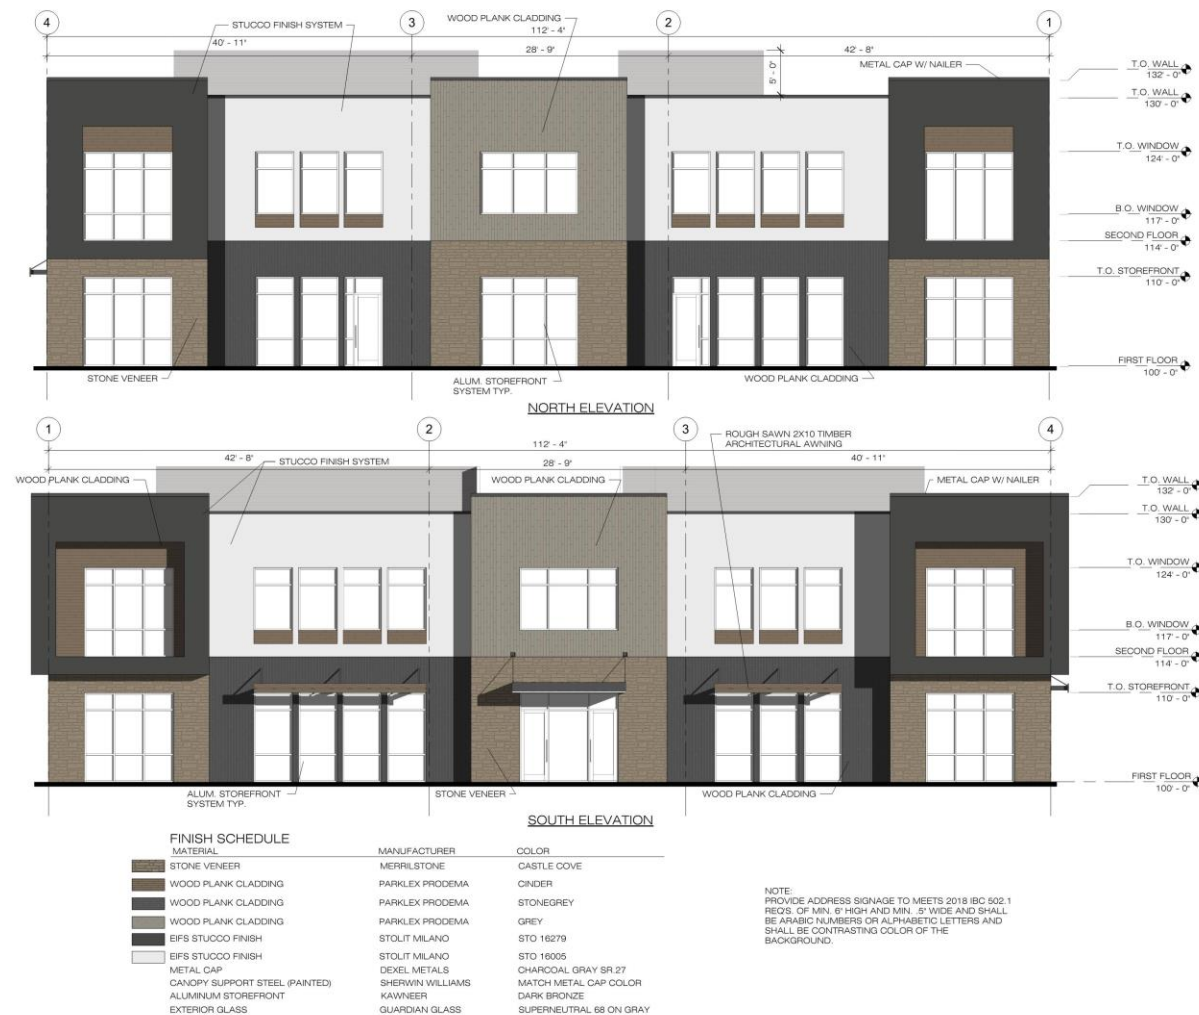 4
3
2
1
STUCCO FINISH SYSTEM
WOOD PLANK CLADDING
112' - 4"
40' - 11"
28' - 9"
42' - 8"
5' - 0"
METAL CAP W/ NAILER
T.O. WALL
132' - 0"
T.O. WALL
130' - 0"
T.O. WINDOW
124' - 0"
B.O. WINDOW
117' - 0"
SECOND FLOOR
114' - 0"
T.O. STOREFRONT
110' - 0"
FIRST FLOOR
100' - 0"
STONE VENEER
ALUM. STOREFRONT
SYSTEM TYP.
WOOD PLANK CLADDING
NORTH ELEVATION
1
2
3
4
ROUGH SAWN 2X10 TIMBER
ARCHITECTURAL AWNING
112' - 4"
42' - 8"
28' - 9"
40' - 11"
STUCCO FINISH SYSTEM
WOOD PLANK CLADDING
WOOD PLANK CLADDING
METAL CAP W/ NAILER
T.O. WALL
132' - 0"
T.O. WALL
130' - 0"
T.O. WINDOW
124' - 0"
B.O. WINDOW
117' - 0"
SECOND FLOOR
114' - 0"
T.O. STOREFRONT
110' - 0"
FIRST FLOOR
100' - 0"
ALUM. STOREFRONT
SYSTEM TYP.
STONE VENEER
WOOD PLANK CLADDING
SOUTH ELEVATION
FINISH SCHEDULE
MATERIAL MANUFACTURER COLOR
STONE VENEER MERRILSTONE CASTLE COVE
WOOD PLANK CLADDING PARKLEX PRODEMA CINDER
WOOD PLANK CLADDING PARKLEX PRODEMA STONEGREY
WOOD PLANK CLADDING PARKLEX PRODEMA GREY
EIFS STUCCO FINISH STOLIT MILANO STO 16279
EIFS STUCCO FINISH STOLIT MILANO STO 16005
METAL CAP DEXEL METALS CHARCOAL GRAY SR.27
CANOPY SUPPORT STEEL (PAINTED) SHERWIN WILLIAMS MATCH METAL CAP COLOR
ALUMINUM STOREFRONT KAWNEER DARK BRONZE
EXTERIOR GLASS GUARDIAN GLASS SUPERNEUTRAL 68 ON GRAY
NOTE:
PROVIDE ADDRESS SIGNAGE TO MEETS 2018 IBC 502.1
REQ'S. OF MIN. 6" HIGH AND MIN. .5" WIDE AND SHALL
BE ARABIC NUMBERS OR ALPHABETIC LETTERS AND
SHALL BE CONTRASTING COLOR OF THE
BACKGROUND.